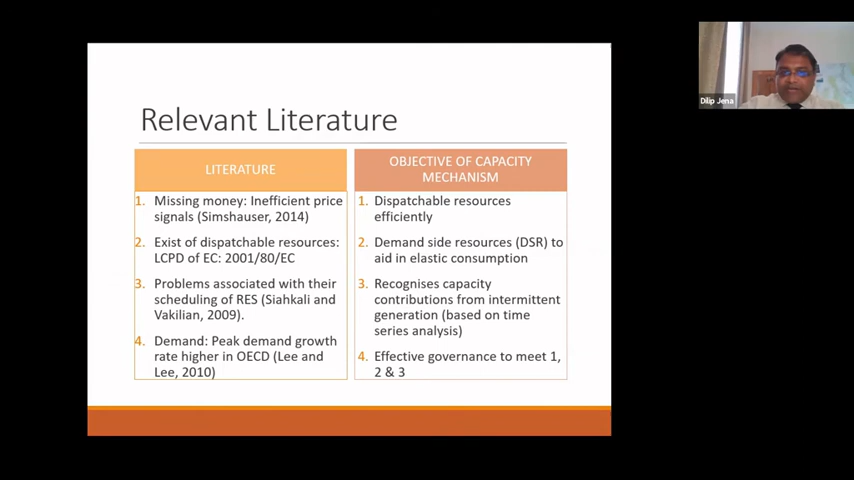 Relevant Literature
LITERATURE
1. Missing money: Inefficient price
signals (Simshauser, 2014)
2. Exist of dispatchable resources:
LCPD of EC: 2001/80/EC
3. Problems associated with their
scheduling of RES (Siahkali and
Vakilian, 2009).
4. Demand: Peak demand growth
rate higher in OECD (Lee and
Lee, 2010)
OBJECTIVE OF CAPACITY
MECHANISM
1. Dispatchable resources
efficiently
2. Demand side resources (DSR) to
aid in elastic consumption
3. Recognises capacity
contributions from intermittent
generation (based on time
series analysis)
4. Effective governance to meet 1,
2 & 3
Dilip Jena